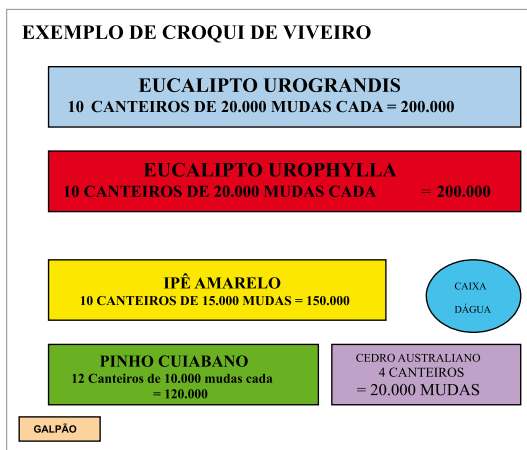 EXEMPLO DE CROQUI DE VIVEIRO
EUCALIPTO UROGRANDIS
10 CANTEIROS DE 20.000 MUDAS CADA = 200.000
EUCALIPTO UROPHYLLA
10 CANTEIROS DE 20.000 MUDAS CADA = 200.000
IPÊ AMARELO
10 CANTEIROS DE 15.000 MUDAS = 150.000
CAIXA
DÁGUA
PINHO CUIABANO
12 Canteiros de 10.000 mudas cada
= 120.000
CEDRO AUSTRALIANO
4 CANTEIROS
= 20.000 MUDAS
GALPÃO